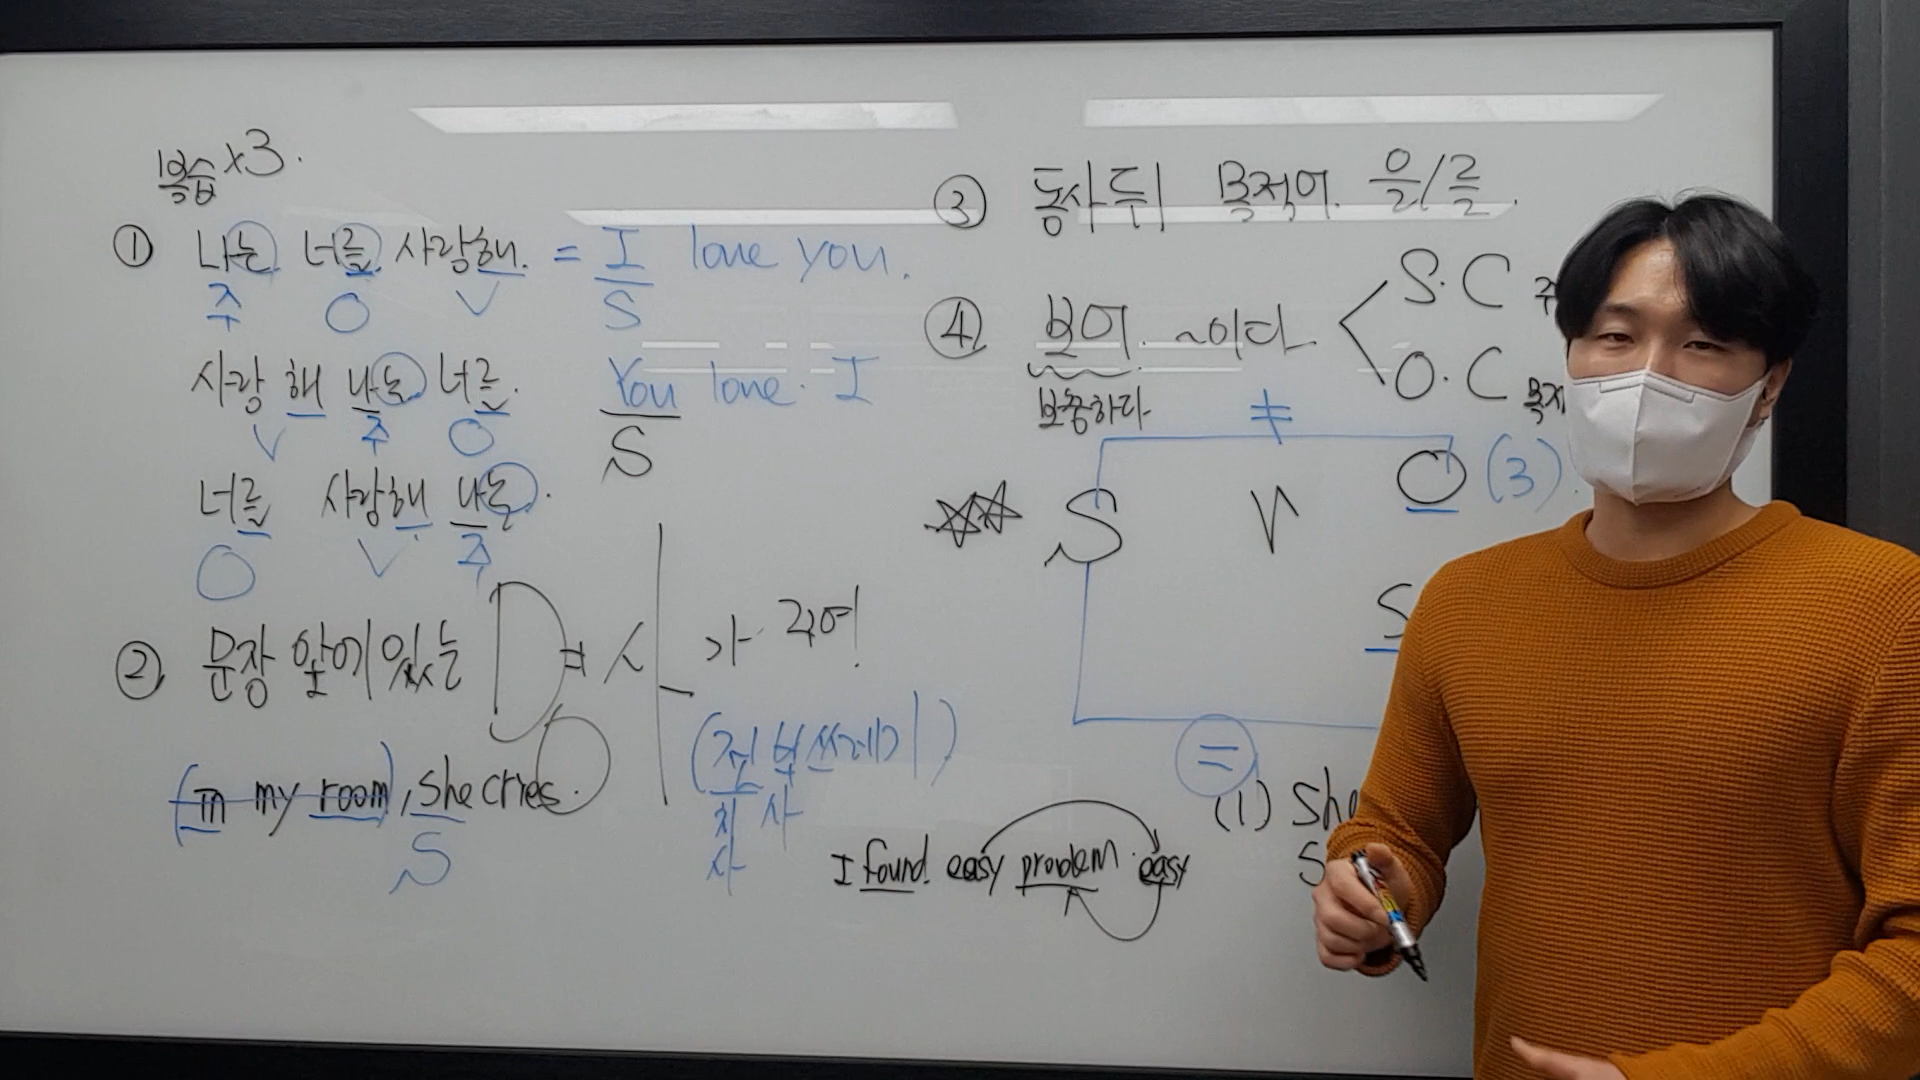 복습 x3.
① 나는 너를 사랑해. = I love you.
주 O V S
사랑해 나는 너를. You love. I
V 주 O S
너를 사랑해 나는.
O V 주
② 문장 앞에 있는
(in my room), She cries.
S
(전 부 쓰레기)
치 사
사
I found easy problem. easy
③ 동사 뒤 목적어. 을/를.
④ 보어. ~이다. S.C 주
보충하다 O.C 목적
≠
S V O (3).
S
=
(1) She
S